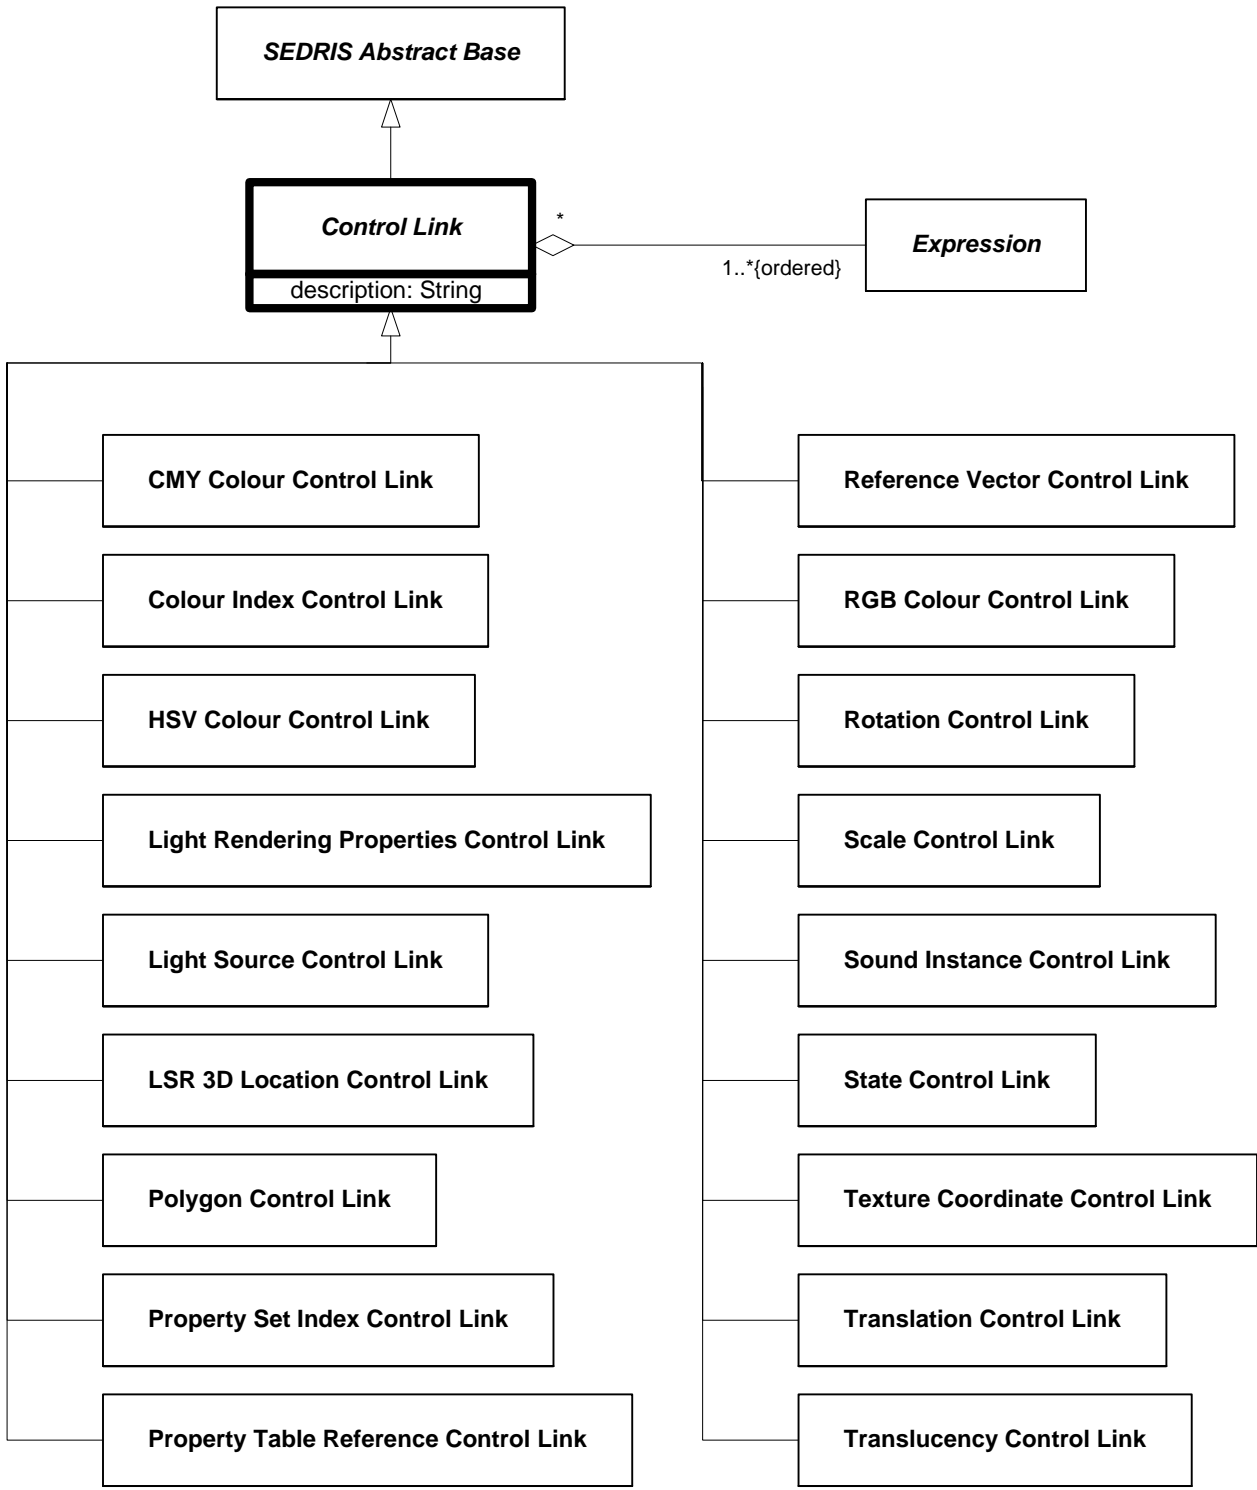 SEDRIS Abstract Base
Control Link
description: String
*
1..*{ordered}
Expression
CMY Colour Control Link
Colour Index Control Link
HSV Colour Control Link
Light Rendering Properties Control Link
Light Source Control Link
LSR 3D Location Control Link
Polygon Control Link
Property Set Index Control Link
Property Table Reference Control Link
Reference Vector Control Link
RGB Colour Control Link
Rotation Control Link
Scale Control Link
Sound Instance Control Link
State Control Link
Texture Coordinate Control Link
Translation Control Link
Translucency Control Link